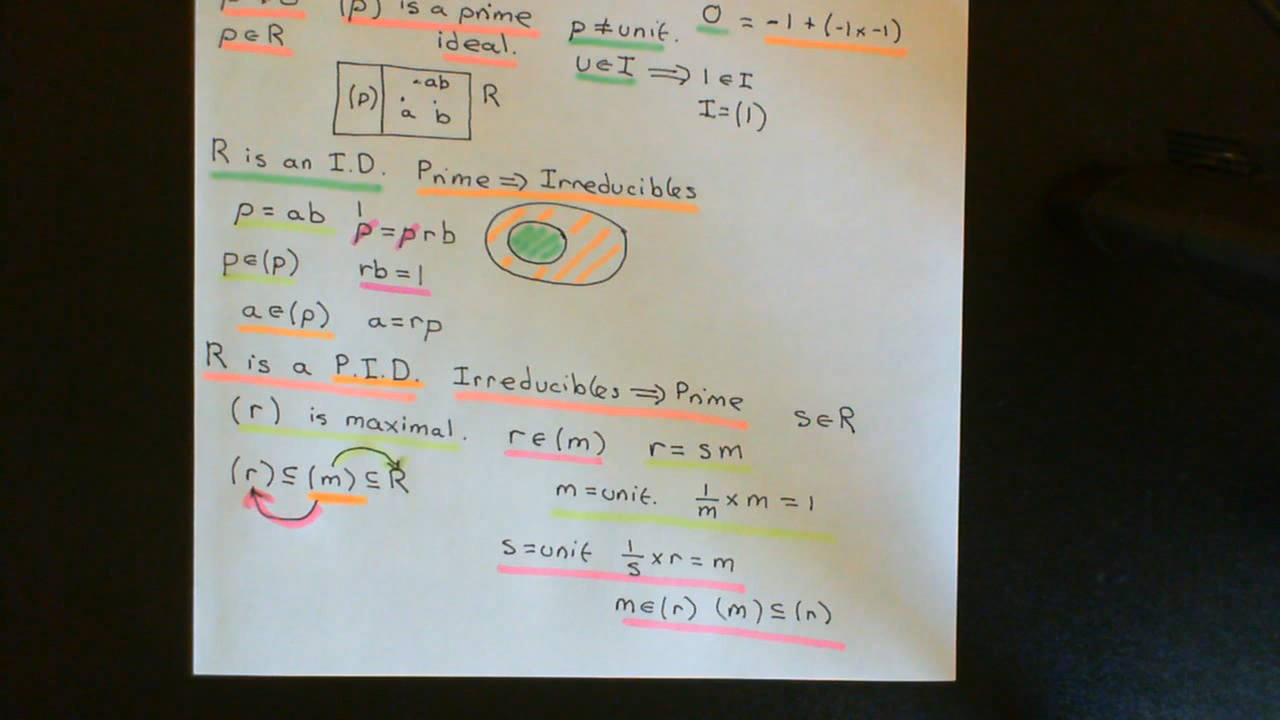 (p) is a prime
p∈R ideal. p≠unit. 0 = -1+(-1×-1)
u∈I ⟹ 1∈I
I=(1)
(p) ·ab a b R
R is an I.D. Prime ⟹ Irreducibles
p=ab 1
p=prb
p∈(p) rb=1
a∈(p) a=rp
R is a P.I.D. Irreducibles ⟹ Prime s∈R
(r) is maximal. r∈(m) r=sm
(r)⊆(m)⊆R m=unit. 1/m × m = 1
s=unit 1/s × r = m
m∈(r) (m)⊆(r)